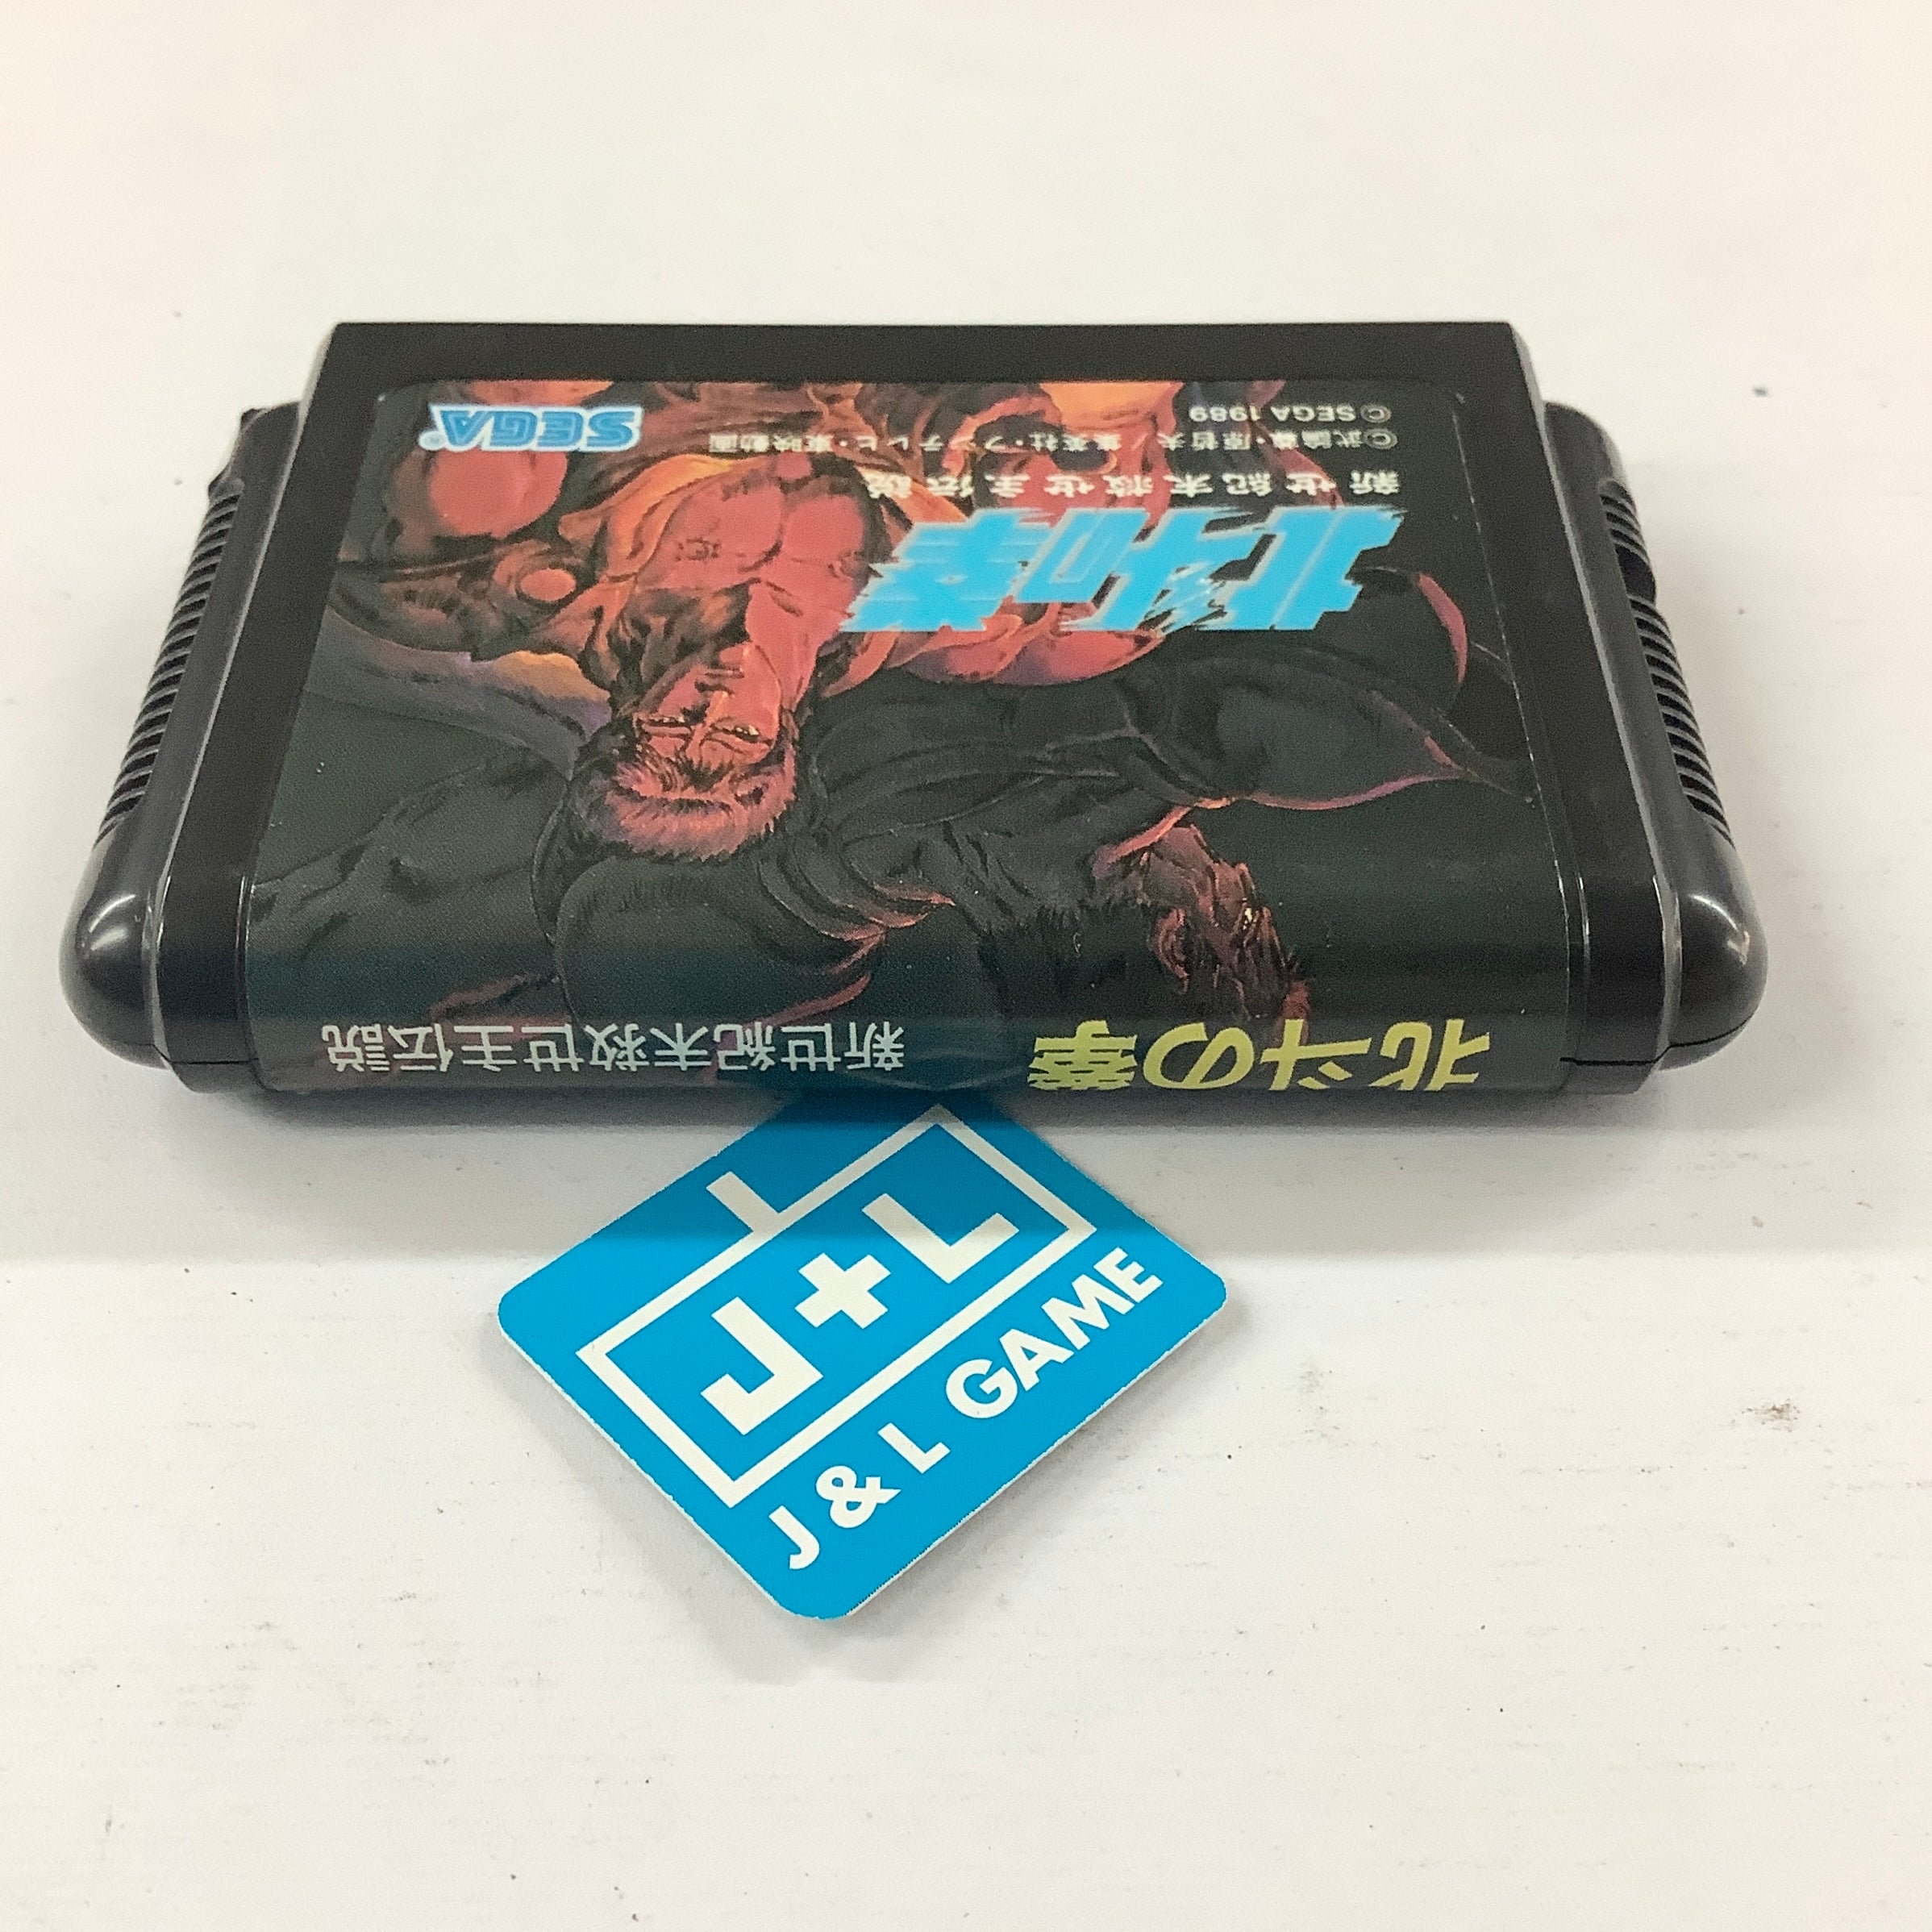 北斗の拳
新世紀末救世主伝説
北斗の拳
新世紀末救世主伝説
©武論尊・原哲夫/集英社・フジテレビ・東映動画
©SEGA 1989
SEGA®
J+L
J & L GAME